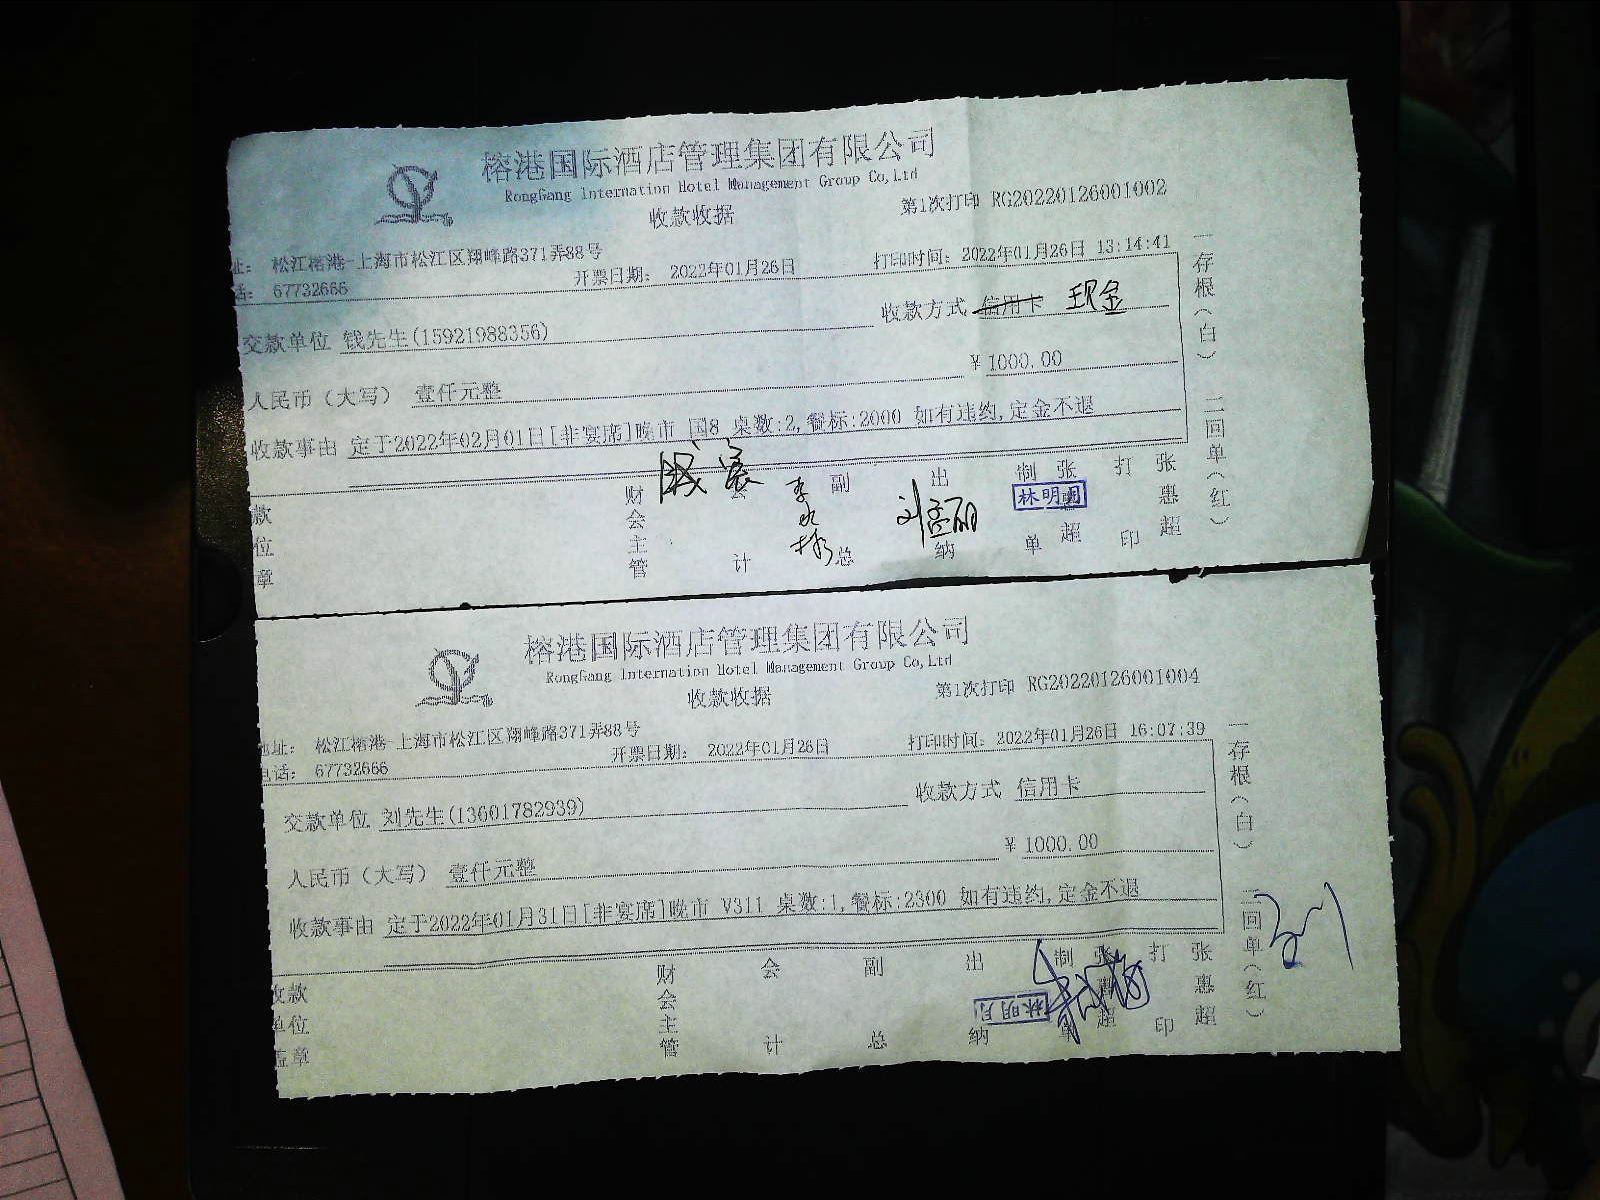 榕港国际酒店管理集团有限公司
RongGang Internation Hotel Management Group Co,Ltd
收款收据
第1次打印 RG20220126001002
址: 松江榕港-上海市松江区翔峰路371弄88号
话: 67732666
开票日期: 2022年01月26日
打印时间: 2022年01月26日 13:14:41
交款单位 钱先生(15921988356)
收款方式 信用卡 现金
人民币(大写) 壹仟元整
¥1000.00
收款事由 定于2022年02月01日[非宴席]晚市 国8 桌数:2,餐标:2000 如有违约,定金不退
款位章
财会主管
会计
副总
出纳 刘孟丽
制单 张惠超
林明月
打印 张惠超
一存根(白) 二回单(红)
榕港国际酒店管理集团有限公司
RongGang Internation Hotel Management Group Co,Ltd
收款收据
第1次打印 RG20220126001004
地址: 松江榕港-上海市松江区翔峰路371弄88号
电话: 67732666
开票日期: 2022年01月26日
打印时间: 2022年01月26日 16:07:39
交款单位 刘先生(13601782939)
收款方式 信用卡
人民币(大写) 壹仟元整
¥1000.00
收款事由 定于2022年01月31日[非宴席]晚市 V311 桌数:1,餐标:2300 如有违约,定金不退
收款单位盖章
财会主管
会计
副总
出纳
制单 张惠超
林明月
打印 张惠超
一存根(白) 二回单(红)